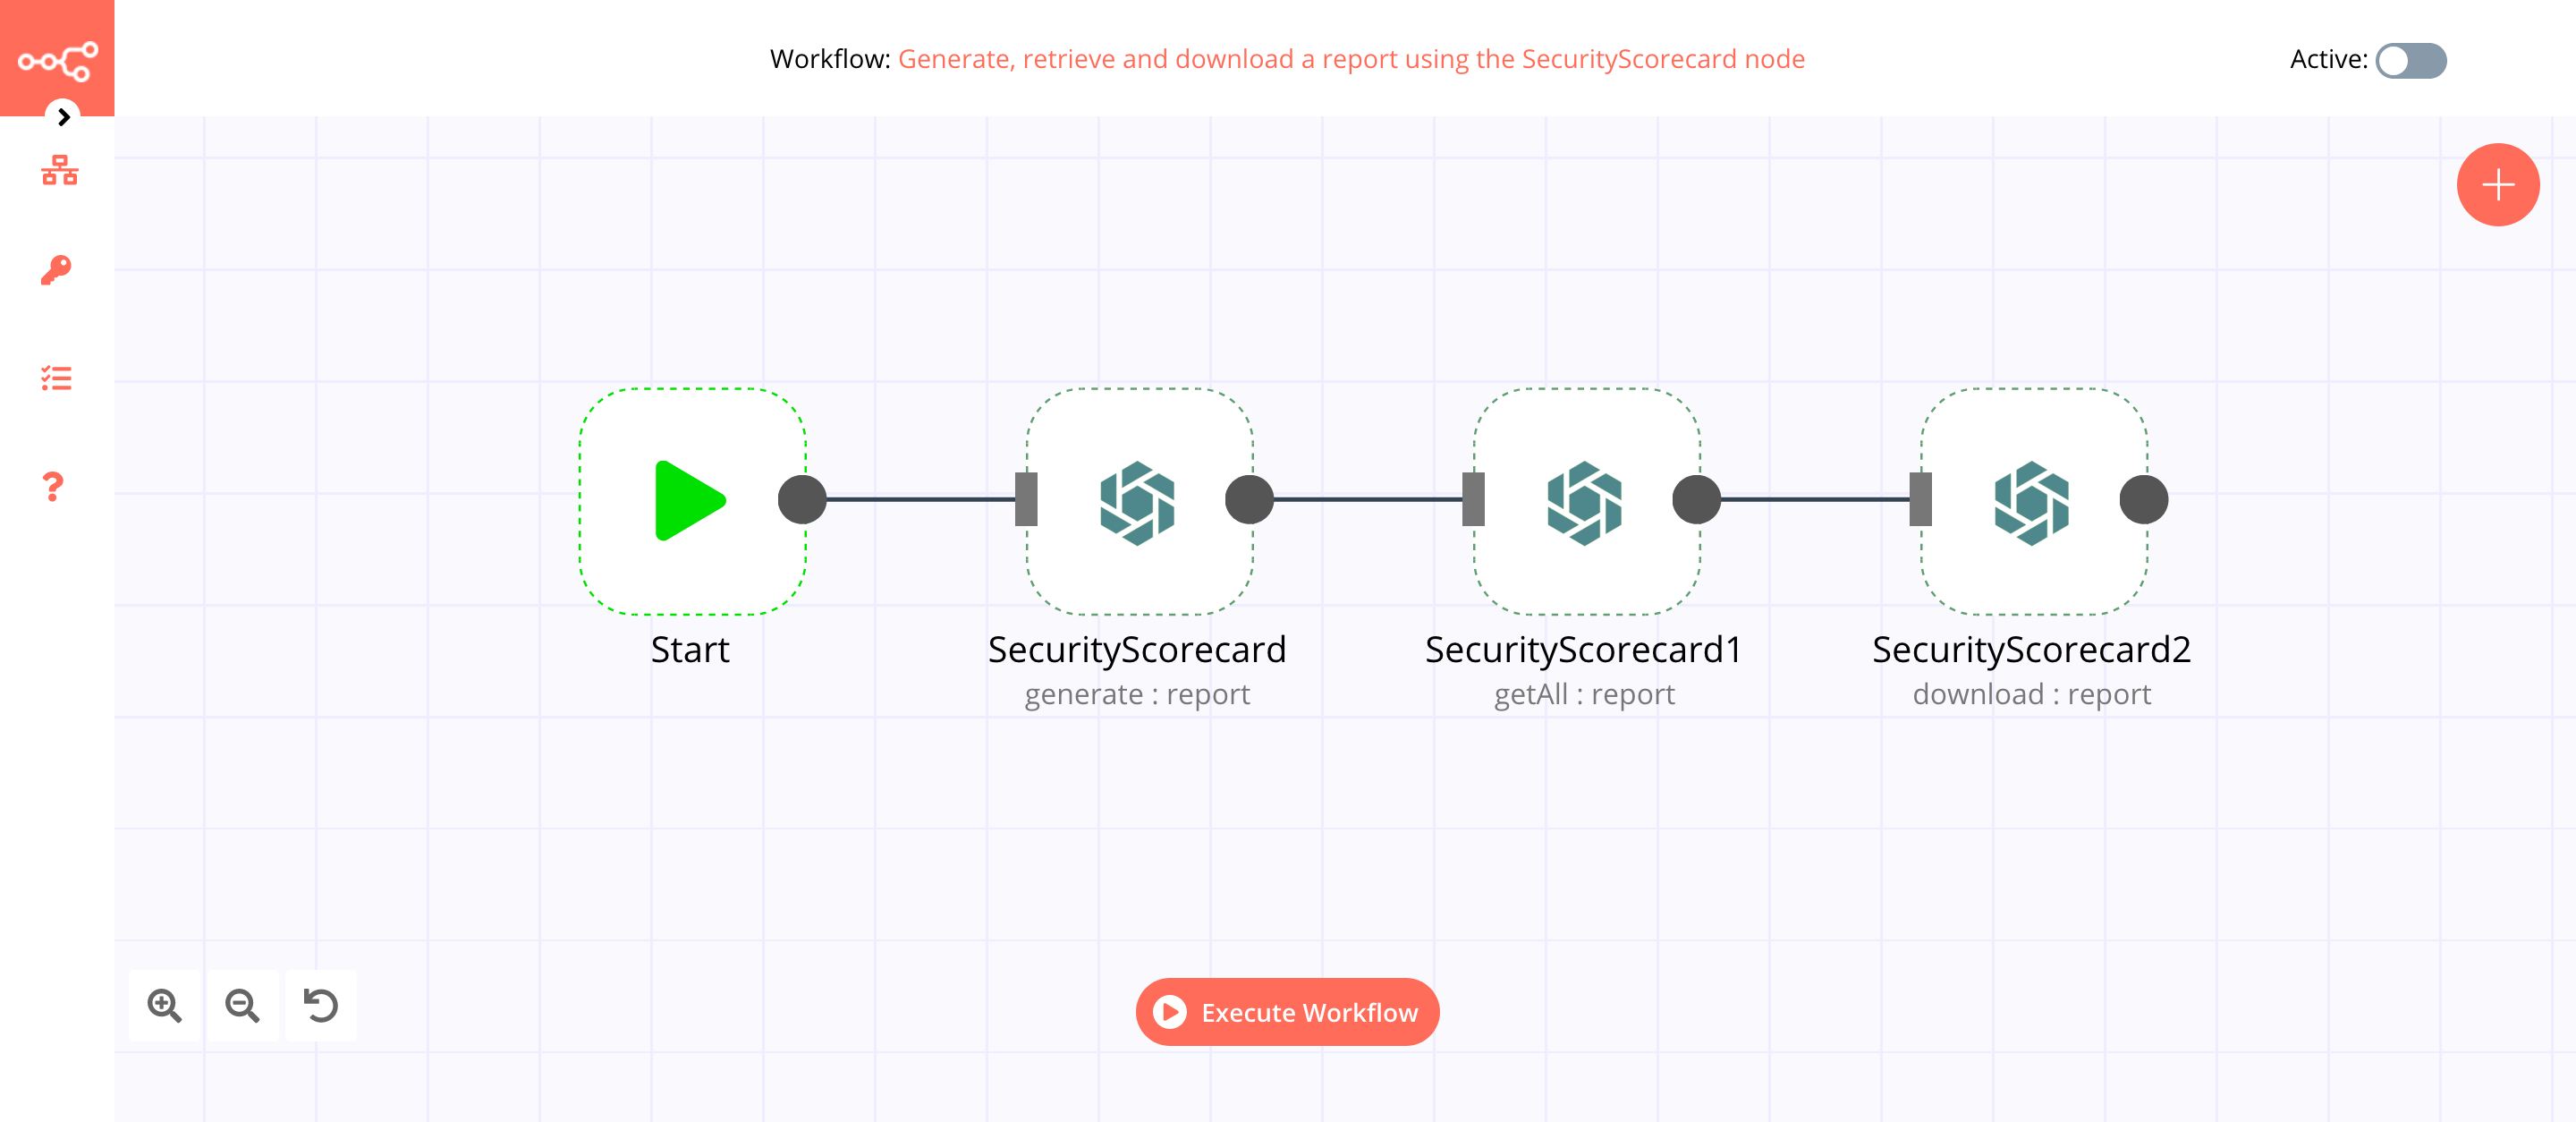 Workflow: Generate, retrieve and download a report using the SecurityScorecard node
Active:
Start
SecurityScorecard
generate : report
SecurityScorecard1
getAll : report
SecurityScorecard2
download : report
Execute Workflow